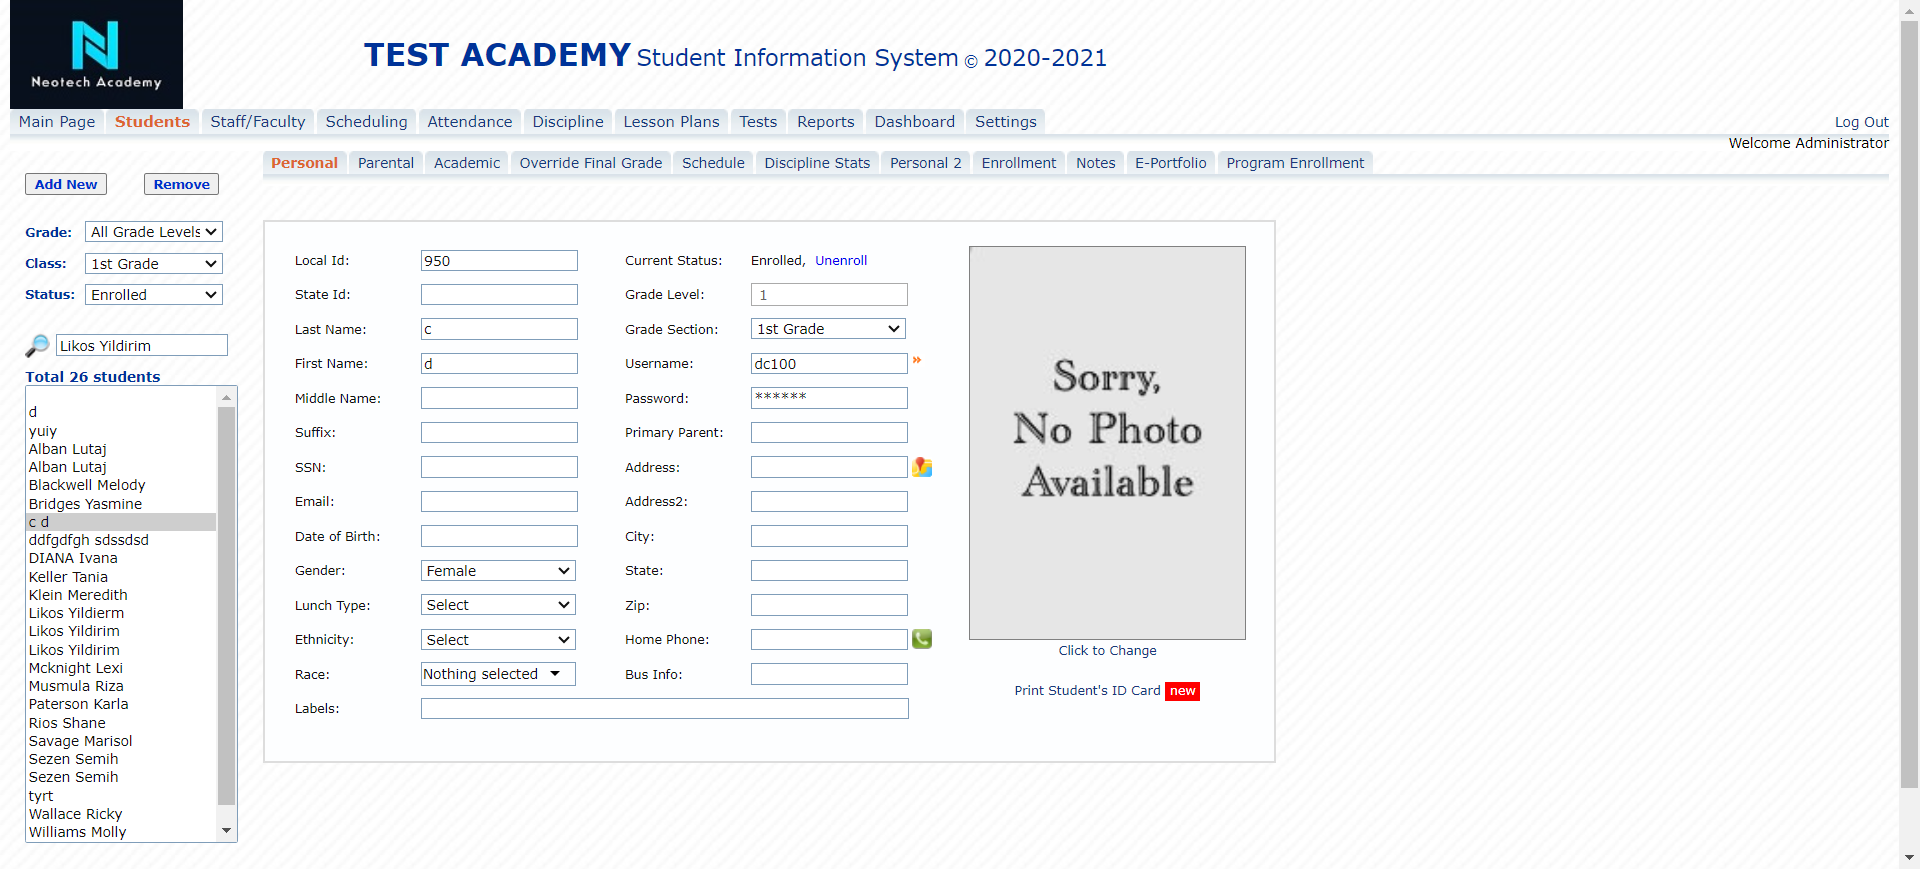 Neotech Academy
TEST ACADEMY Student Information System © 2020-2021
Main Page Students Staff/Faculty Scheduling Attendance Discipline Lesson Plans Tests Reports Dashboard Settings Log Out
Welcome Administrator
Personal Parental Academic Override Final Grade Schedule Discipline Stats Personal 2 Enrollment Notes E-Portfolio Program Enrollment
Add New Remove
Grade: All Grade Levels
Class: 1st Grade
Status: Enrolled
Likos Yildirim
Total 26 students
d
yuiy
Alban Lutaj
Alban Lutaj
Blackwell Melody
Bridges Yasmine
c d
ddfgdfgh sdssdsd
DIANA Ivana
Keller Tania
Klein Meredith
Likos Yildierm
Likos Yildirim
Likos Yildirim
Mcknight Lexi
Musmula Riza
Paterson Karla
Rios Shane
Savage Marisol
Sezen Semih
Sezen Semih
tyrt
Wallace Ricky
Williams Molly
Local Id: 950
State Id:
Last Name: c
First Name: d
Middle Name:
Suffix:
SSN:
Email:
Date of Birth:
Gender: Female
Lunch Type: Select
Ethnicity: Select
Race: Nothing selected
Labels:
Current Status: Enrolled, Unenroll
Grade Level: 1
Grade Section: 1st Grade
Username: dc100 »
Password: ******
Primary Parent:
Address:
Address2:
City:
State:
Zip:
Home Phone:
Bus Info:
Sorry,
No Photo
Available
Click to Change
Print Student's ID Card new